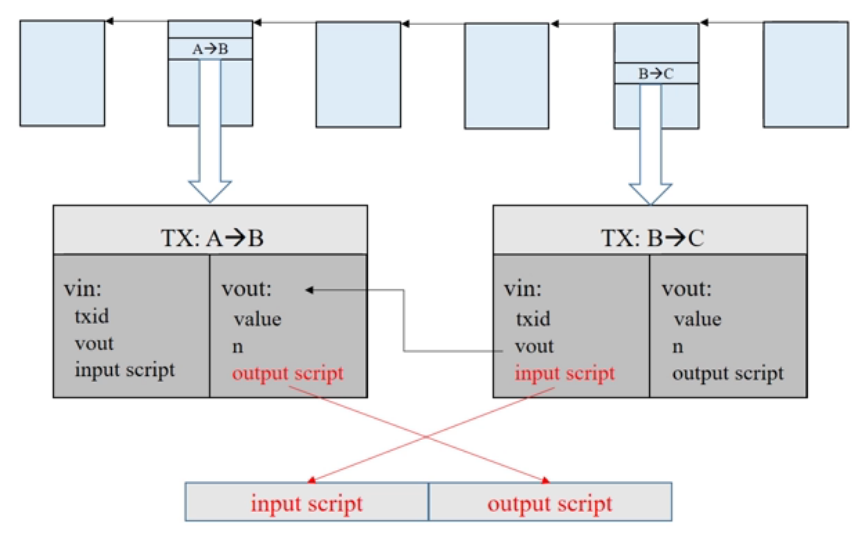 A→B
B→C
TX: A→B
vin:
txid
vout
input script
vout:
value
n
output script
TX: B→C
vin:
txid
vout
input script
vout:
value
n
output script
input script
output script